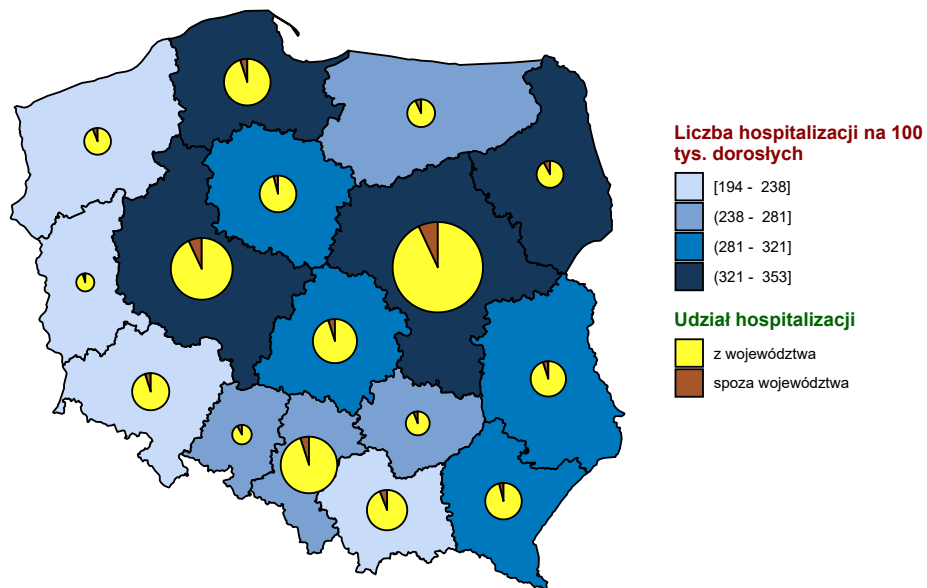 Liczba hospitalizacji na 100
tys. dorosłych
[194 - 238]
(238 - 281]
(281 - 321]
(321 - 353]
Udział hospitalizacji
z województwa
spoza województwa